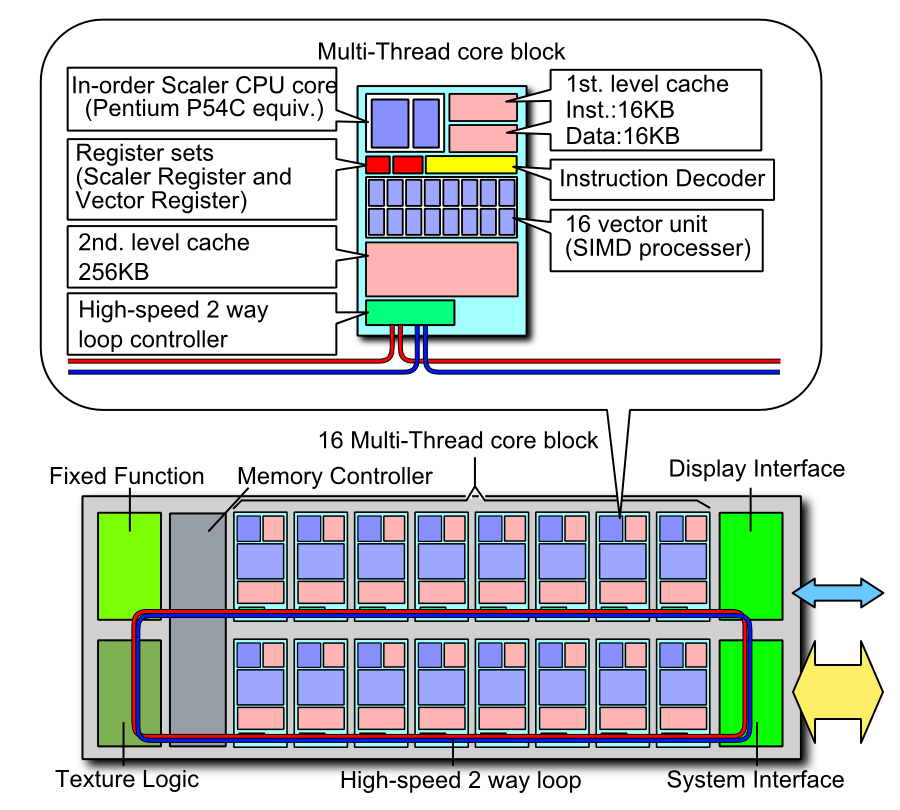 Multi-Thread core block
In-order Scaler CPU core
(Pentium P54C equiv.)
1st. level cache
Inst.:16KB
Data:16KB
Register sets
(Scaler Register and
Vector Register)
Instruction Decoder
16 vector unit
(SIMD processer)
2nd. level cache
256KB
High-speed 2 way
loop controller
16 Multi-Thread core block
Fixed Function
Memory Controller
Display Interface
Texture Logic
High-speed 2 way loop
System Interface